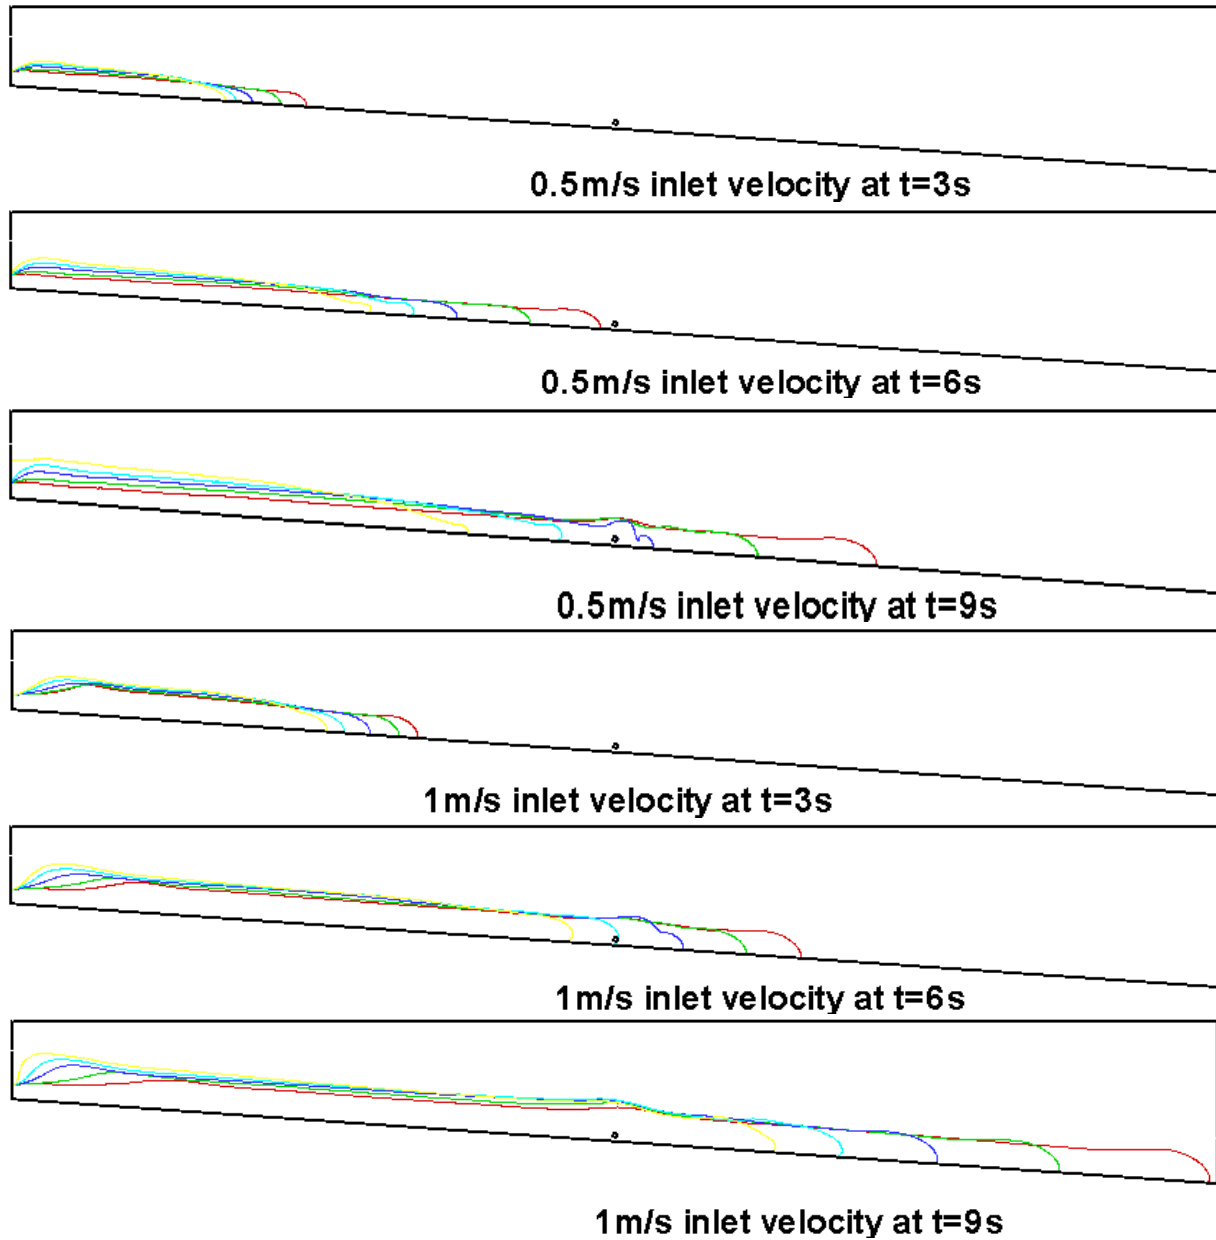 0.5m/s inlet velocity at t=3s
0.5m/s inlet velocity at t=6s
0.5m/s inlet velocity at t=9s
1m/s inlet velocity at t=3s
1m/s inlet velocity at t=6s
1m/s inlet velocity at t=9s